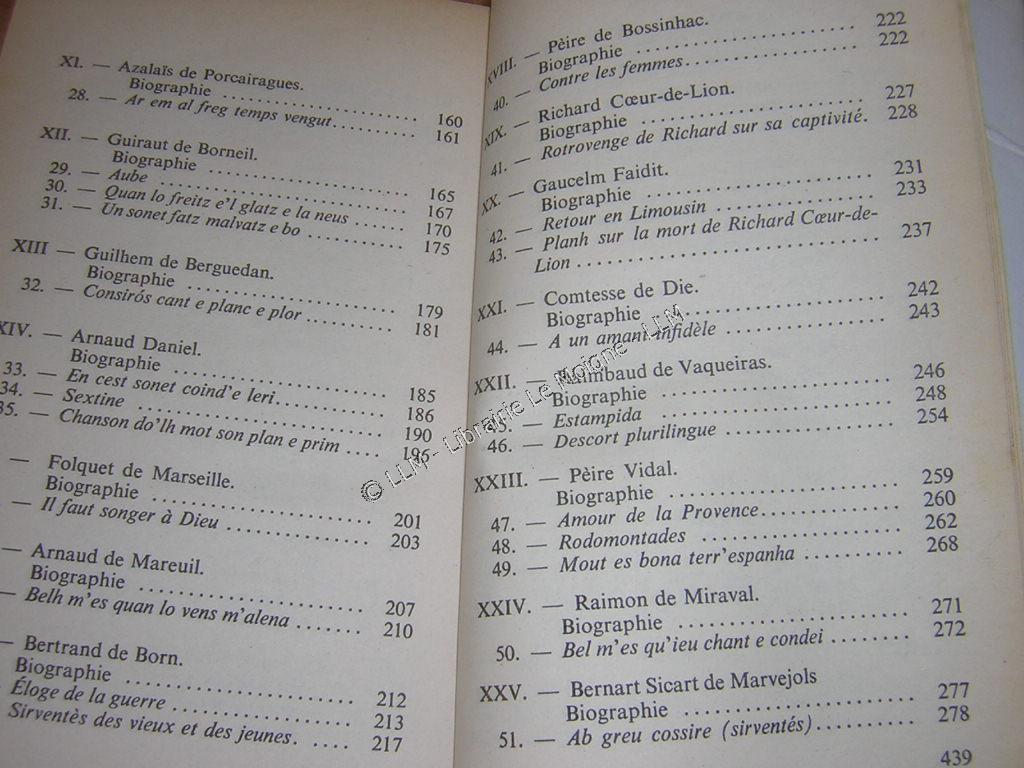 XI. — Azalaïs de Porcairagues.
Biographie ........................ 160
28. — Ar em al freg temps vengut.......... 161
XII. — Guiraut de Borneil.
Biographie ........................ 165
29. — Aube ........................ 167
30. — Quan lo freitz e'l glatz e la neus ....... 170
31. — Un sonet fatz malvatz e bo ........... 175
XIII — Guilhem de Berguedan.
Biographie ........................ 179
32. — Consirós cant e planc e plor .......... 181
XIV. — Arnaud Daniel.
Biographie ........................ 185
33. — En cest sonet coind'e leri............. 186
34. — Sextine ........................ 190
35. — Chanson do'lh mot son plan e prim .... 196
— Folquet de Marseille.
Biographie ........................ 201
— Il faut songer à Dieu ................. 203
— Arnaud de Mareuil.
Biographie ........................ 207
— Belh m'es quan lo vens m'alena ....... 210
— Bertrand de Born.
Biographie ........................ 212
Éloge de la guerre ................... 213
Sirventès des vieux et des jeunes. ..... 217
XVIII. — Pèire de Bossinhac.
Biographie ........................ 222
40. — Contre les femmes................... 222
XIX. — Richard Cœur-de-Lion.
Biographie ........................ 227
41. — Rotrovenge de Richard sur sa captivité. 228
XX. — Gaucelm Faidit.
Biographie ........................ 231
42. — Retour en Limousin ................ 233
43. — Planh sur la mort de Richard Cœur-de-
Lion ........................ 237
XXI. — Comtesse de Die.
Biographie ........................ 242
44. — A un amant infidèle ................. 243
XXII. — Raimbaud de Vaqueiras.
Biographie ........................ 246
45. — Estampida ........................ 248
46. — Descort plurilingue ................. 254
XXIII. — Pèire Vidal.
Biographie ........................ 259
47. — Amour de la Provence.............. 260
48. — Rodomontades .................... 262
49. — Mout es bona terr'espanha .......... 268
XXIV. — Raimon de Miraval.
Biographie ........................ 271
50. — Bel m'es qu'ieu chant e condei ........ 272
XXV. — Bernart Sicart de Marvejols
Biographie ........................ 277
51. — Ab greu cossire (sirventés)............ 278
439
© LLM - Librairie Le Moione - LLM